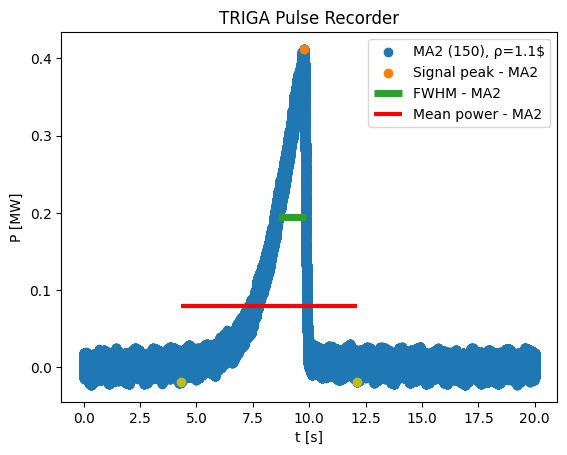 TRIGA Pulse Recorder
MA2 (150), ρ=1.1$
Signal peak - MA2
FWHM - MA2
Mean power - MA2
P [MW]
0.4
0.3
0.2
0.1
0.0
0.0 2.5 5.0 7.5 10.0 12.5 15.0 17.5 20.0
t [s]